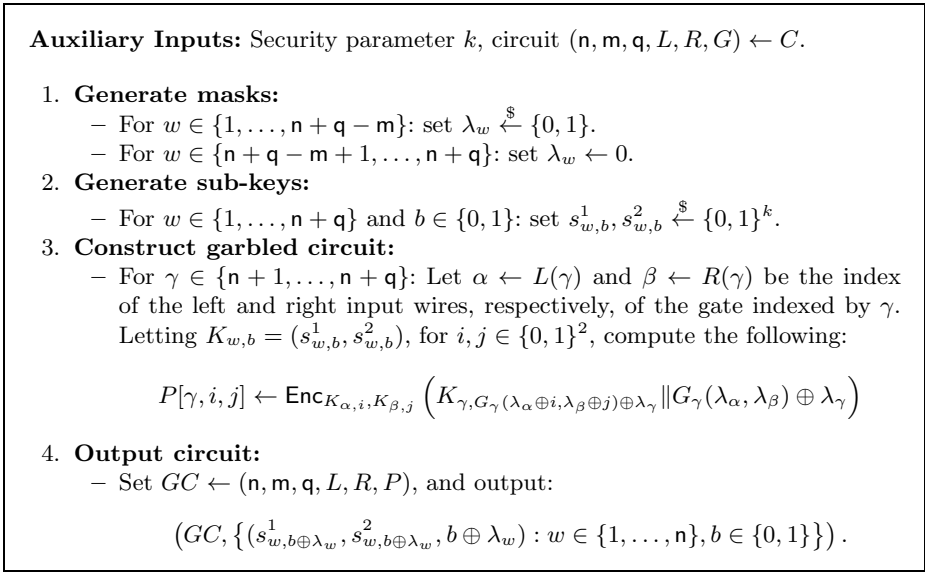 Auxiliary Inputs: Security parameter k, circuit (n, m, q, L, R, G) ← C.
1. Generate masks:
– For w ∈ {1, . . . , n + q − m}: set λ_w ←$ {0, 1}.
– For w ∈ {n + q − m + 1, . . . , n + q}: set λ_w ← 0.
2. Generate sub-keys:
– For w ∈ {1, . . . , n + q} and b ∈ {0, 1}: set s^1_{w,b}, s^2_{w,b} ←$ {0, 1}^k.
3. Construct garbled circuit:
– For γ ∈ {n + 1, . . . , n + q}: Let α ← L(γ) and β ← R(γ) be the index
of the left and right input wires, respectively, of the gate indexed by γ.
Letting K_{w,b} = (s^1_{w,b}, s^2_{w,b}), for i, j ∈ {0, 1}^2, compute the following:
P[γ, i, j] ← Enc_{K_{α,i},K_{β,j}} (K_{γ,G_γ(λ_α⊕i,λ_β⊕j)⊕λ_γ} ∥G_γ(λ_α, λ_β) ⊕ λ_γ)
4. Output circuit:
– Set GC ← (n, m, q, L, R, P), and output:
(GC, {(s^1_{w,b⊕λ_w}, s^2_{w,b⊕λ_w}, b ⊕ λ_w) : w ∈ {1, . . . , n}, b ∈ {0, 1}}).